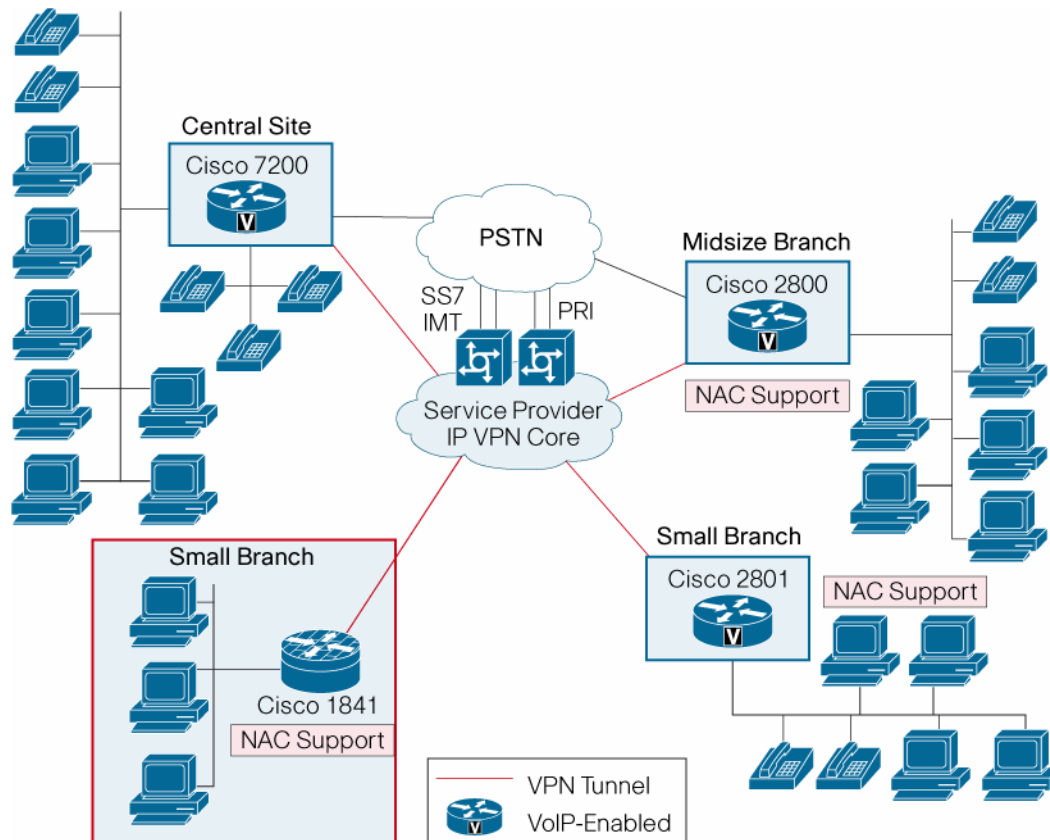 Central Site
Cisco 7200
V
PSTN
SS7
IMT
PRI
Midsize Branch
Cisco 2800
V
NAC Support
Service Provider
IP VPN Core
Small Branch
Cisco 1841
NAC Support
Small Branch
Cisco 2801
V
NAC Support
VPN Tunnel
V
VoIP-Enabled